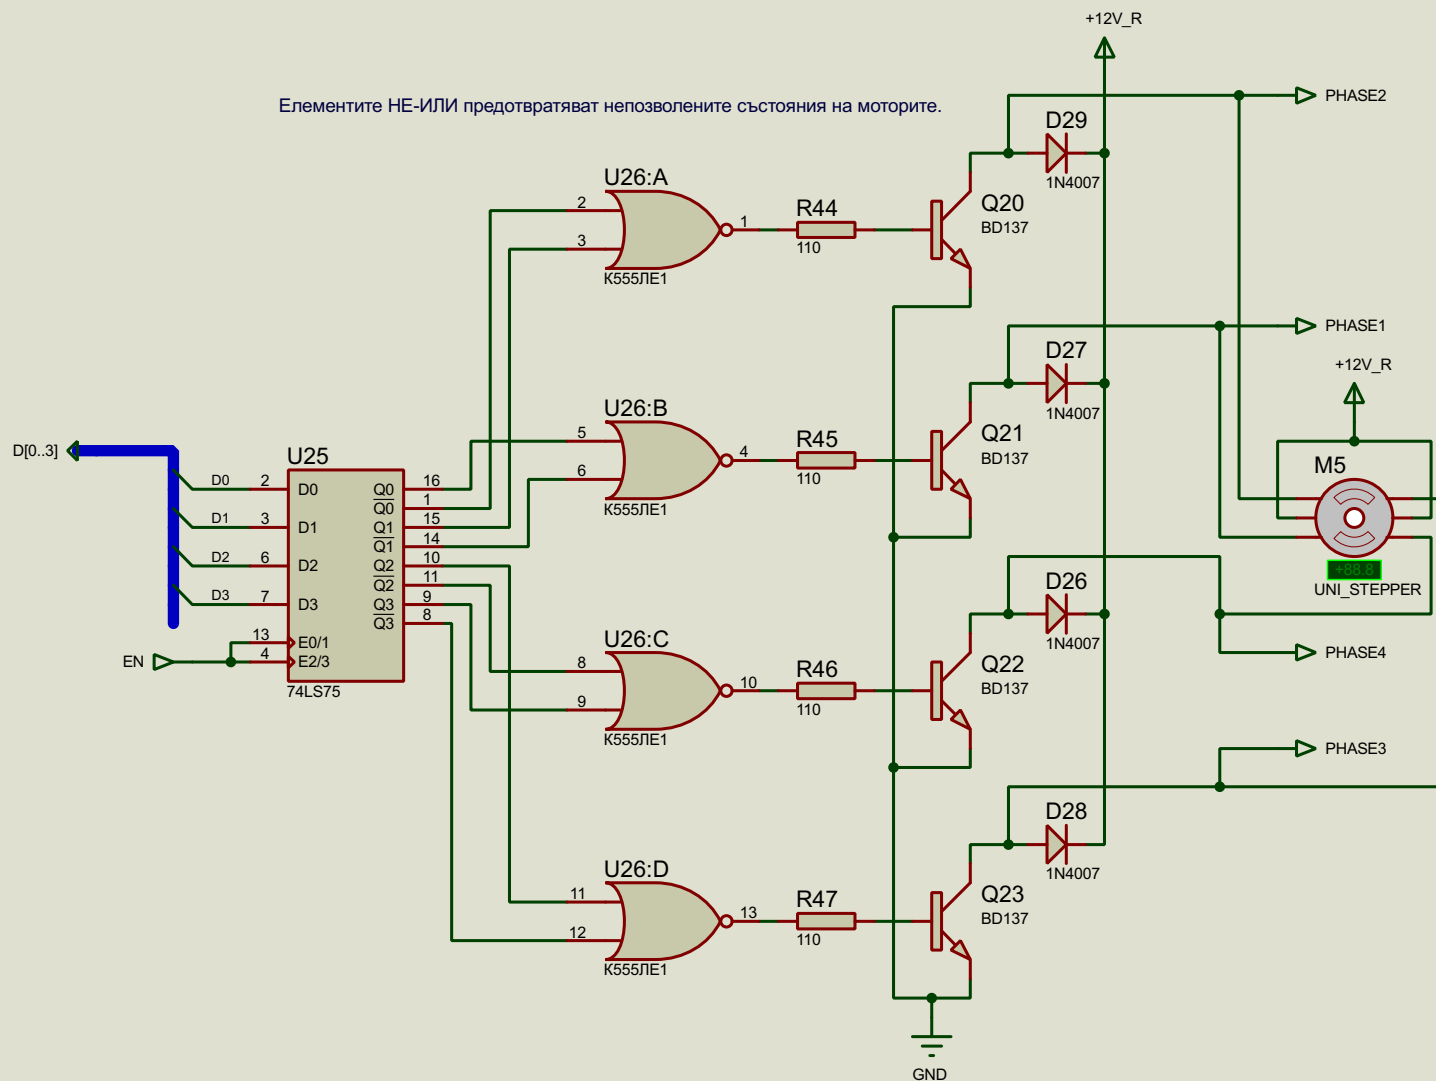 +12V_R
PHASE2
Елементите НЕ-ИЛИ предотвратяват непозволените състояния на моторите.
D29
1N4007
U26:A
2
3
1
К555ЛЕ1
R44
110
Q20
BD137
PHASE1
D27
1N4007
+12V_R
U26:B
5
6
4
К555ЛЕ1
R45
110
Q21
BD137
M5
+88.8
UNI_STEPPER
D[0..3]
U25
D0
2
D0
Q0
16
Q0
1
D1
3
D1
Q1
15
Q1
14
D2
6
D2
Q2
10
Q2
11
D3
7
D3
Q3
9
Q3
8
EN
13
E0/1
4
E2/3
74LS75
D26
1N4007
U26:C
8
9
10
К555ЛЕ1
R46
110
Q22
BD137
PHASE4
PHASE3
D28
1N4007
U26:D
11
12
13
К555ЛЕ1
R47
110
Q23
BD137
GND